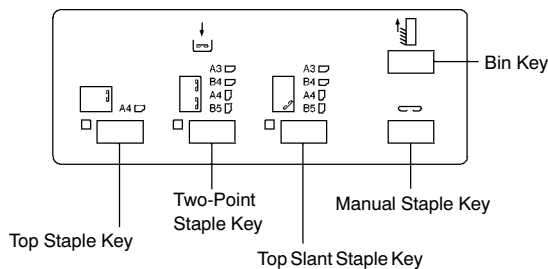 A3
B4
A4
B5
A3
B4
A4
B5
A4
Bin Key
Two-Point
Staple Key
Manual Staple Key
Top Staple Key
Top Slant Staple Key